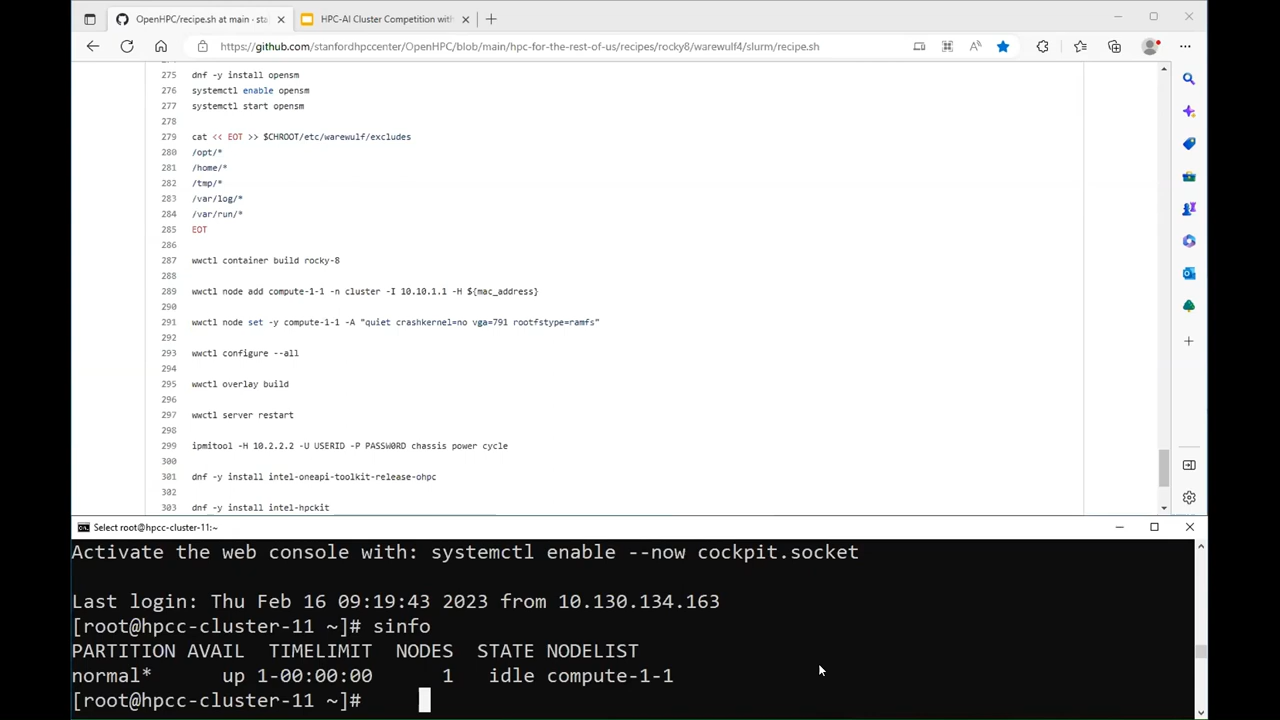 OpenHPC/recipe.sh at main · sta
HPC-AI Cluster Competition with
https://github.com/stanfordhpccenter/OpenHPC/blob/main/hpc-for-the-rest-of-us/recipes/rocky8/warewulf4/slurm/recipe.sh
275 dnf -y install opensm
276 systemctl enable opensm
277 systemctl start opensm
278
279 cat << EOT >> $CHROOT/etc/warewulf/excludes
280 /opt/*
281 /home/*
282 /tmp/*
283 /var/log/*
284 /var/run/*
285 EOT
286
287 wwctl container build rocky-8
288
289 wwctl node add compute-1-1 -n cluster -I 10.10.1.1 -H ${mac_address}
290
291 wwctl node set -y compute-1-1 -A "quiet crashkernel=no vga=791 rootfstype=ramfs"
292
293 wwctl configure --all
294
295 wwctl overlay build
296
297 wwctl server restart
298
299 ipmitool -H 10.2.2.2 -U USERID -P PASSW0RD chassis power cycle
300
301 dnf -y install intel-oneapi-toolkit-release-ohpc
302
303 dnf -y install intel-hpckit
Select root@hpcc-cluster-11:~
Activate the web console with: systemctl enable --now cockpit.socket
Last login: Thu Feb 16 09:19:43 2023 from 10.130.134.163
[root@hpcc-cluster-11 ~]# sinfo
PARTITION AVAIL TIMELIMIT NODES STATE NODELIST
normal* up 1-00:00:00 1 idle compute-1-1
[root@hpcc-cluster-11 ~]#